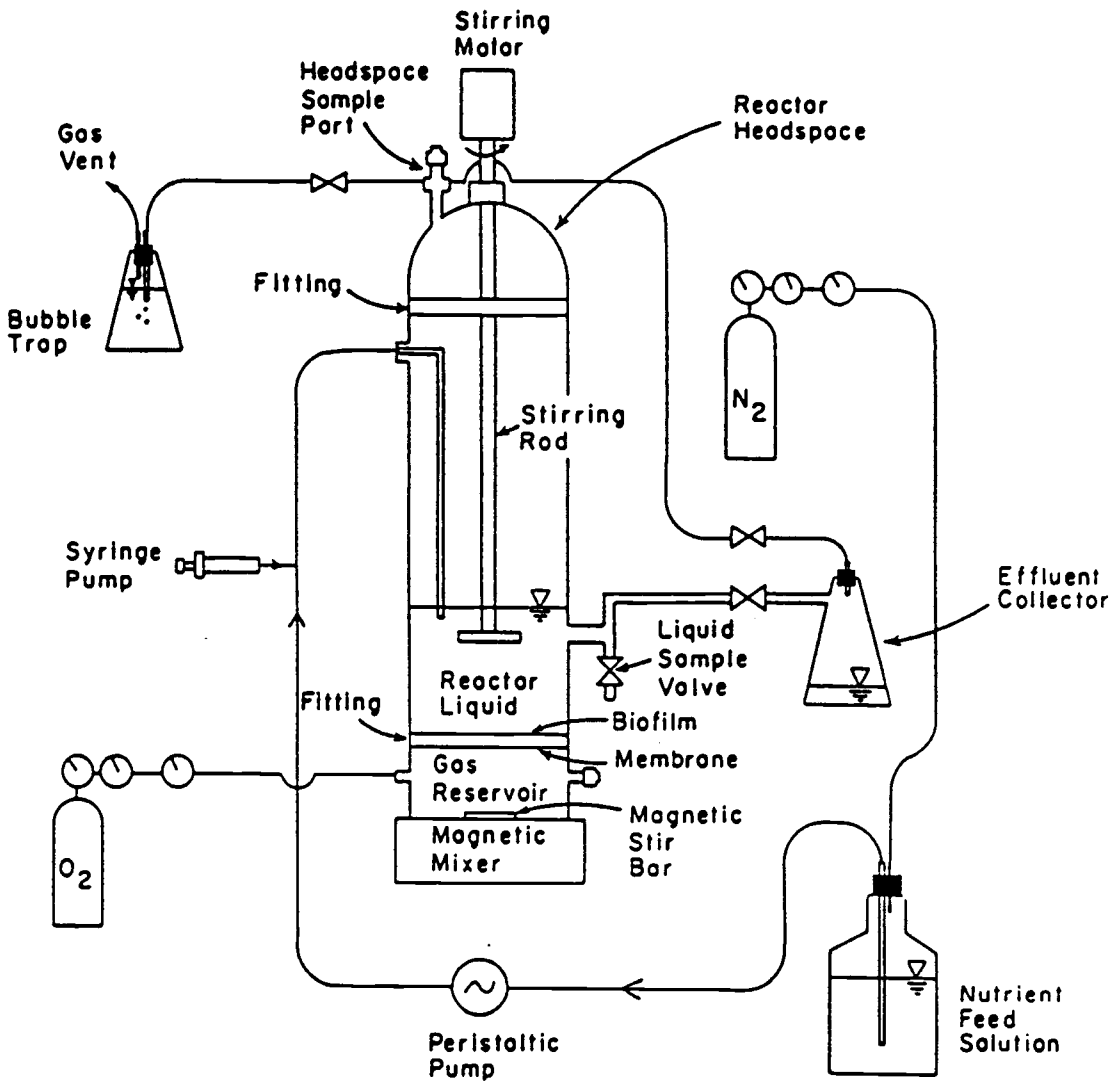 Stirring
Motor
Headspace
Sample
Port
Reactor
Headspace
Gas
Vent
Fitting
Bubble
Trap
N2
Stirring
Rod
Syringe
Pump
Effluent
Collector
Liquid
Sample
Valve
Reactor
Liquid
Fitting
Biofilm
Membrane
Gas
Reservoir
Magnetic
Stir
Bar
Magnetic
Mixer
O2
Nutrient
Feed
Solution
Peristaltic
Pump